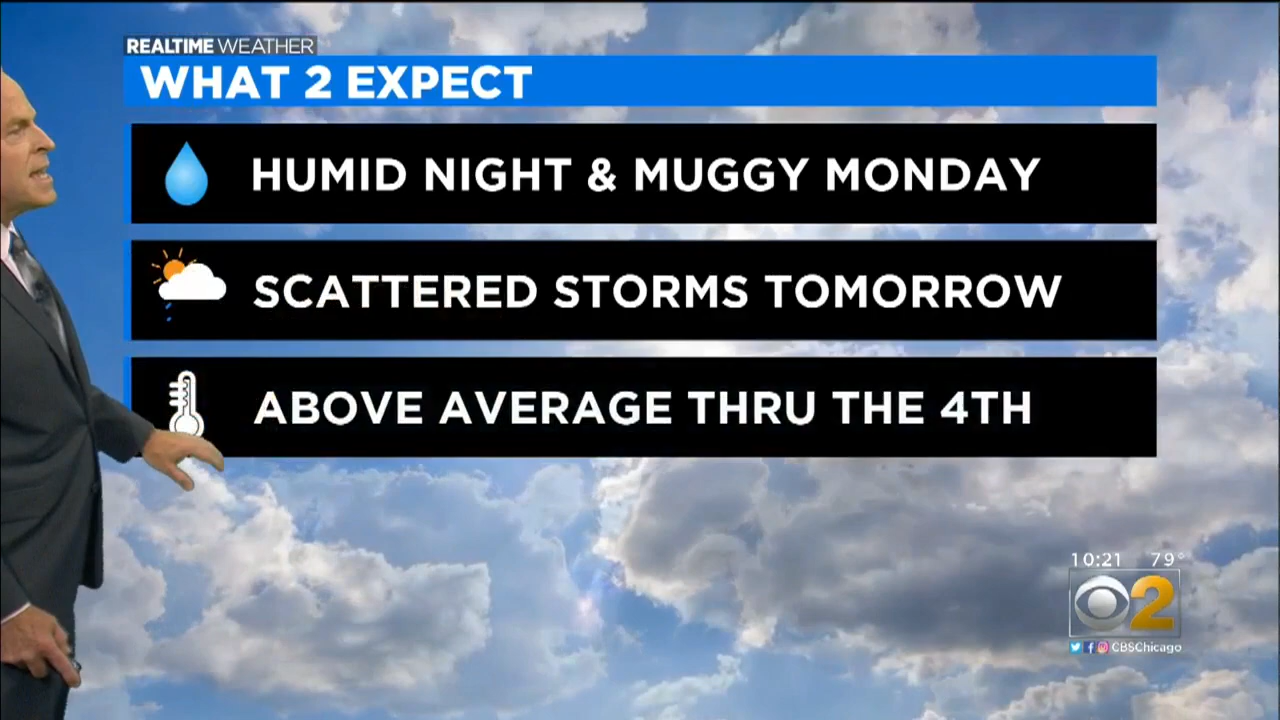 REALTIME WEATHER
WHAT 2 EXPECT
HUMID NIGHT & MUGGY MONDAY
SCATTERED STORMS TOMORROW
ABOVE AVERAGE THRU THE 4TH
10:21 79°
2
CBSChicago